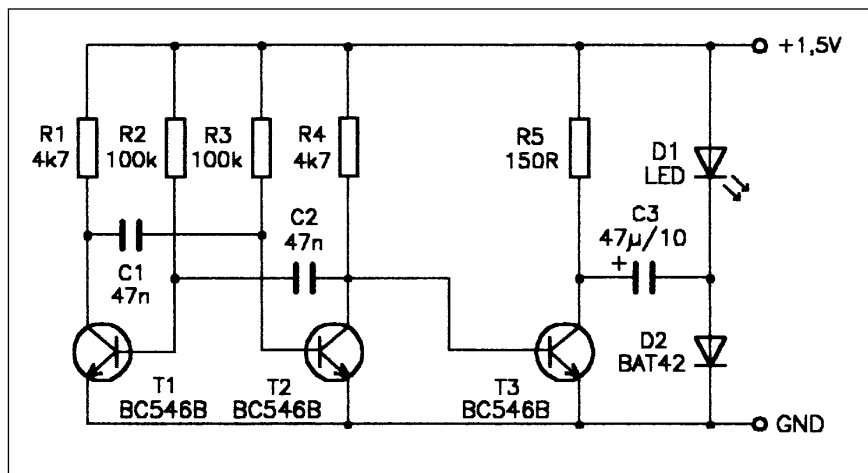 +1,5V
R1
4k7
R2
100k
R3
100k
R4
4k7
R5
150R
D1
LED
C1
47n
C2
47n
C3
47µ/10
+
T1
BC546B
T2
BC546B
T3
BC546B
D2
BAT42
GND